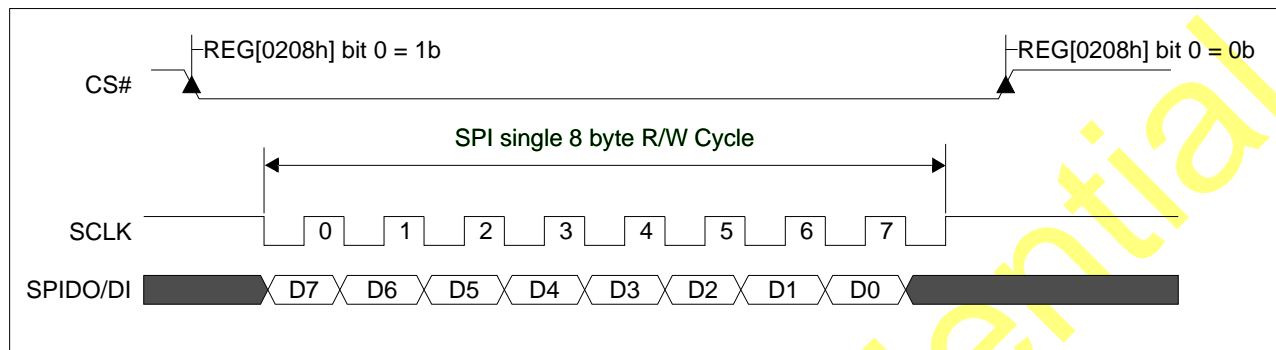 REG[0208h] bit 0 = 1b
REG[0208h] bit 0 = 0b
CS#
SPI single 8 byte R/W Cycle
SCLK
0 1 2 3 4 5 6 7
SPIDO/DI
D7 D6 D5 D4 D3 D2 D1 D0
ential